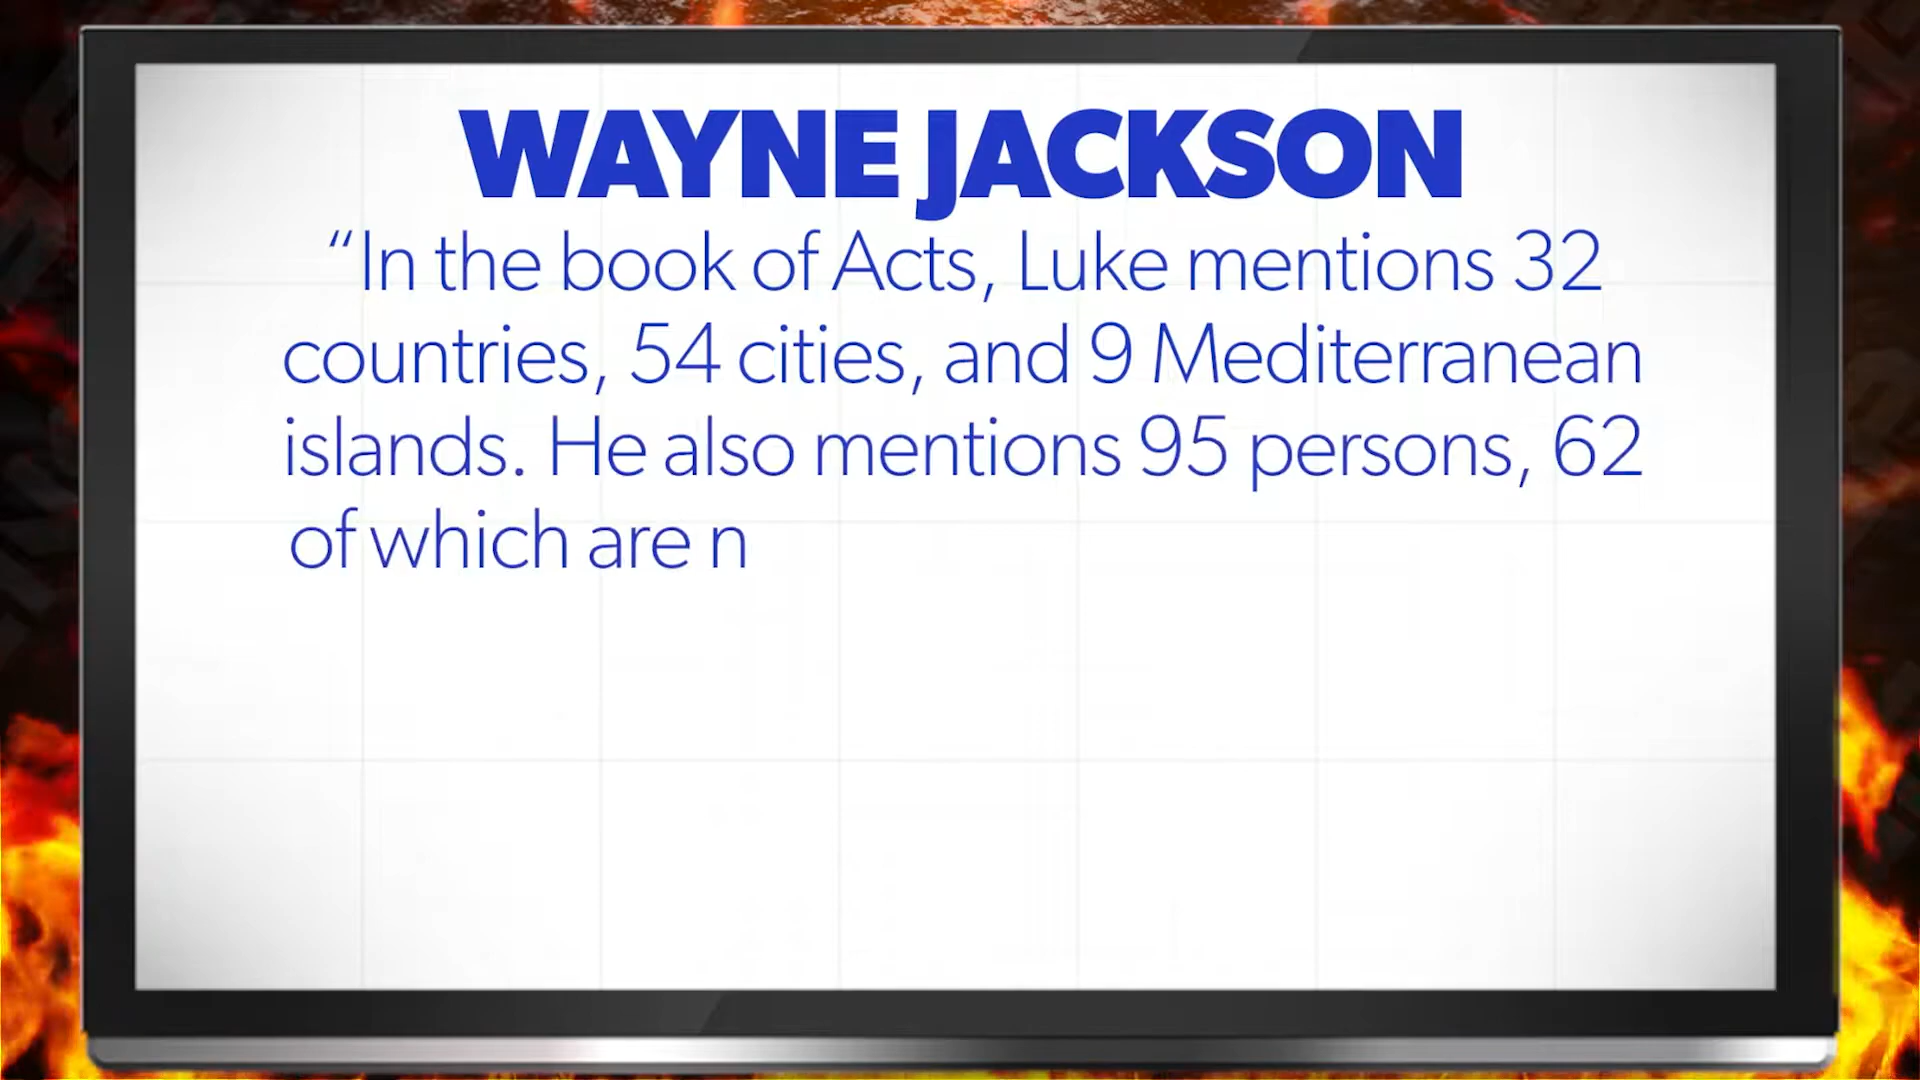 WAYNE JACKSON
“In the book of Acts, Luke mentions 32
countries, 54 cities, and 9 Mediterranean
islands. He also mentions 95 persons, 62
of which are n